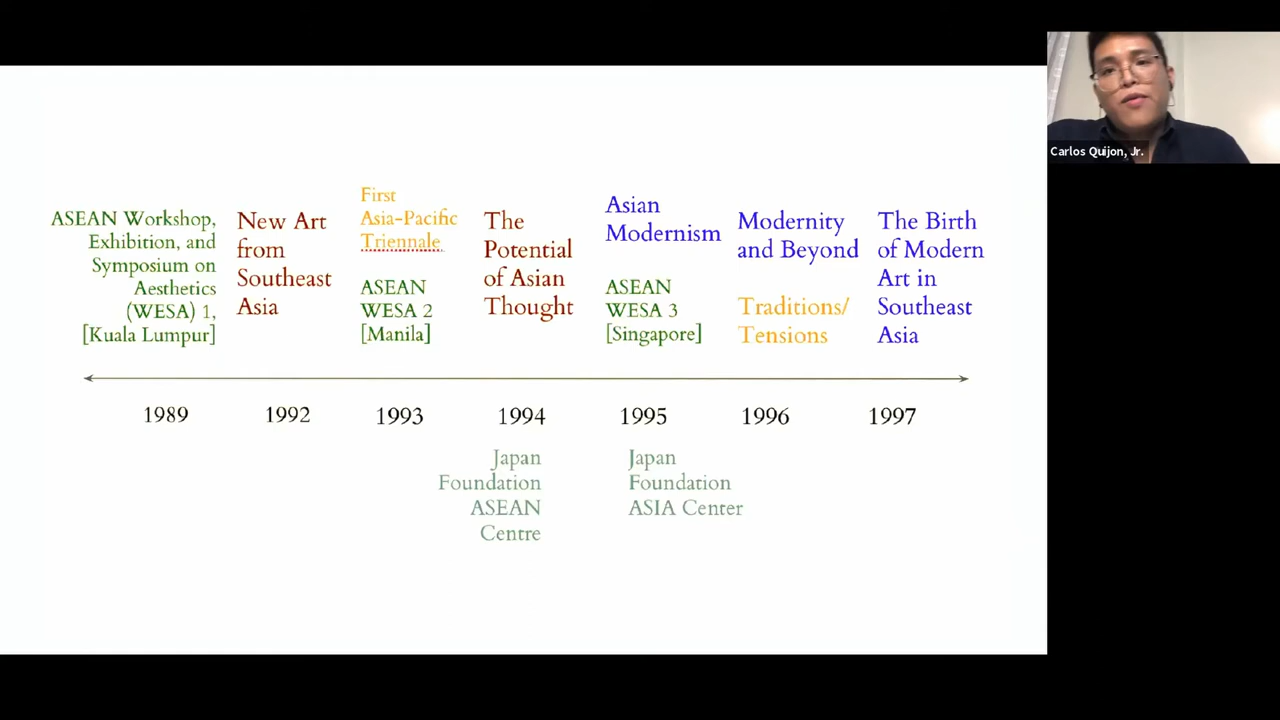 ASEAN Workshop,
Exhibition, and
Symposium on
Aesthetics
(WESA) 1,
[Kuala Lumpur]
New Art
from
Southeast
Asia
First
Asia-Pacific
Triennale
ASEAN
WESA 2
[Manila]
The
Potential
of Asian
Thought
Asian
Modernism
ASEAN
WESA 3
[Singapore]
Modernity
and Beyond
Traditions/
Tensions
The Birth
of Modern
Art in
Southeast
Asia
1989
1992
1993
1994
1995
1996
1997
Japan
Foundation
ASEAN
Centre
Japan
Foundation
ASIA Center
Carlos Quijon, Jr.